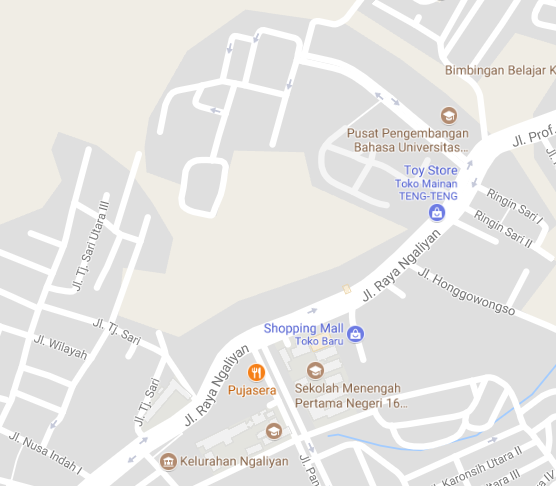 Bimbingan Belajar K
Jl. Prof.
Pusat Pengembangan
Bahasa Universitas...
Toy Store
Toko Mainan
TENG-TENG
Ringin Sari I
Ringin Sari II
Jl. Tj. Sari Utara III
Jl. Raya Ngaliyan
Jl. Honggowongso
Shopping Mall
Toko Baru
Jl. Tj. Sari
Jl. Wilayah
Jl. Raya Ngaliyan
Pujasera
Sekolah Menengah
Pertama Negeri 16...
Jl. Tj. Sari
Jl. Nusa Indah I
Kelurahan Ngaliyan
Jl. Pan
Karonsih Utara II
Utara III